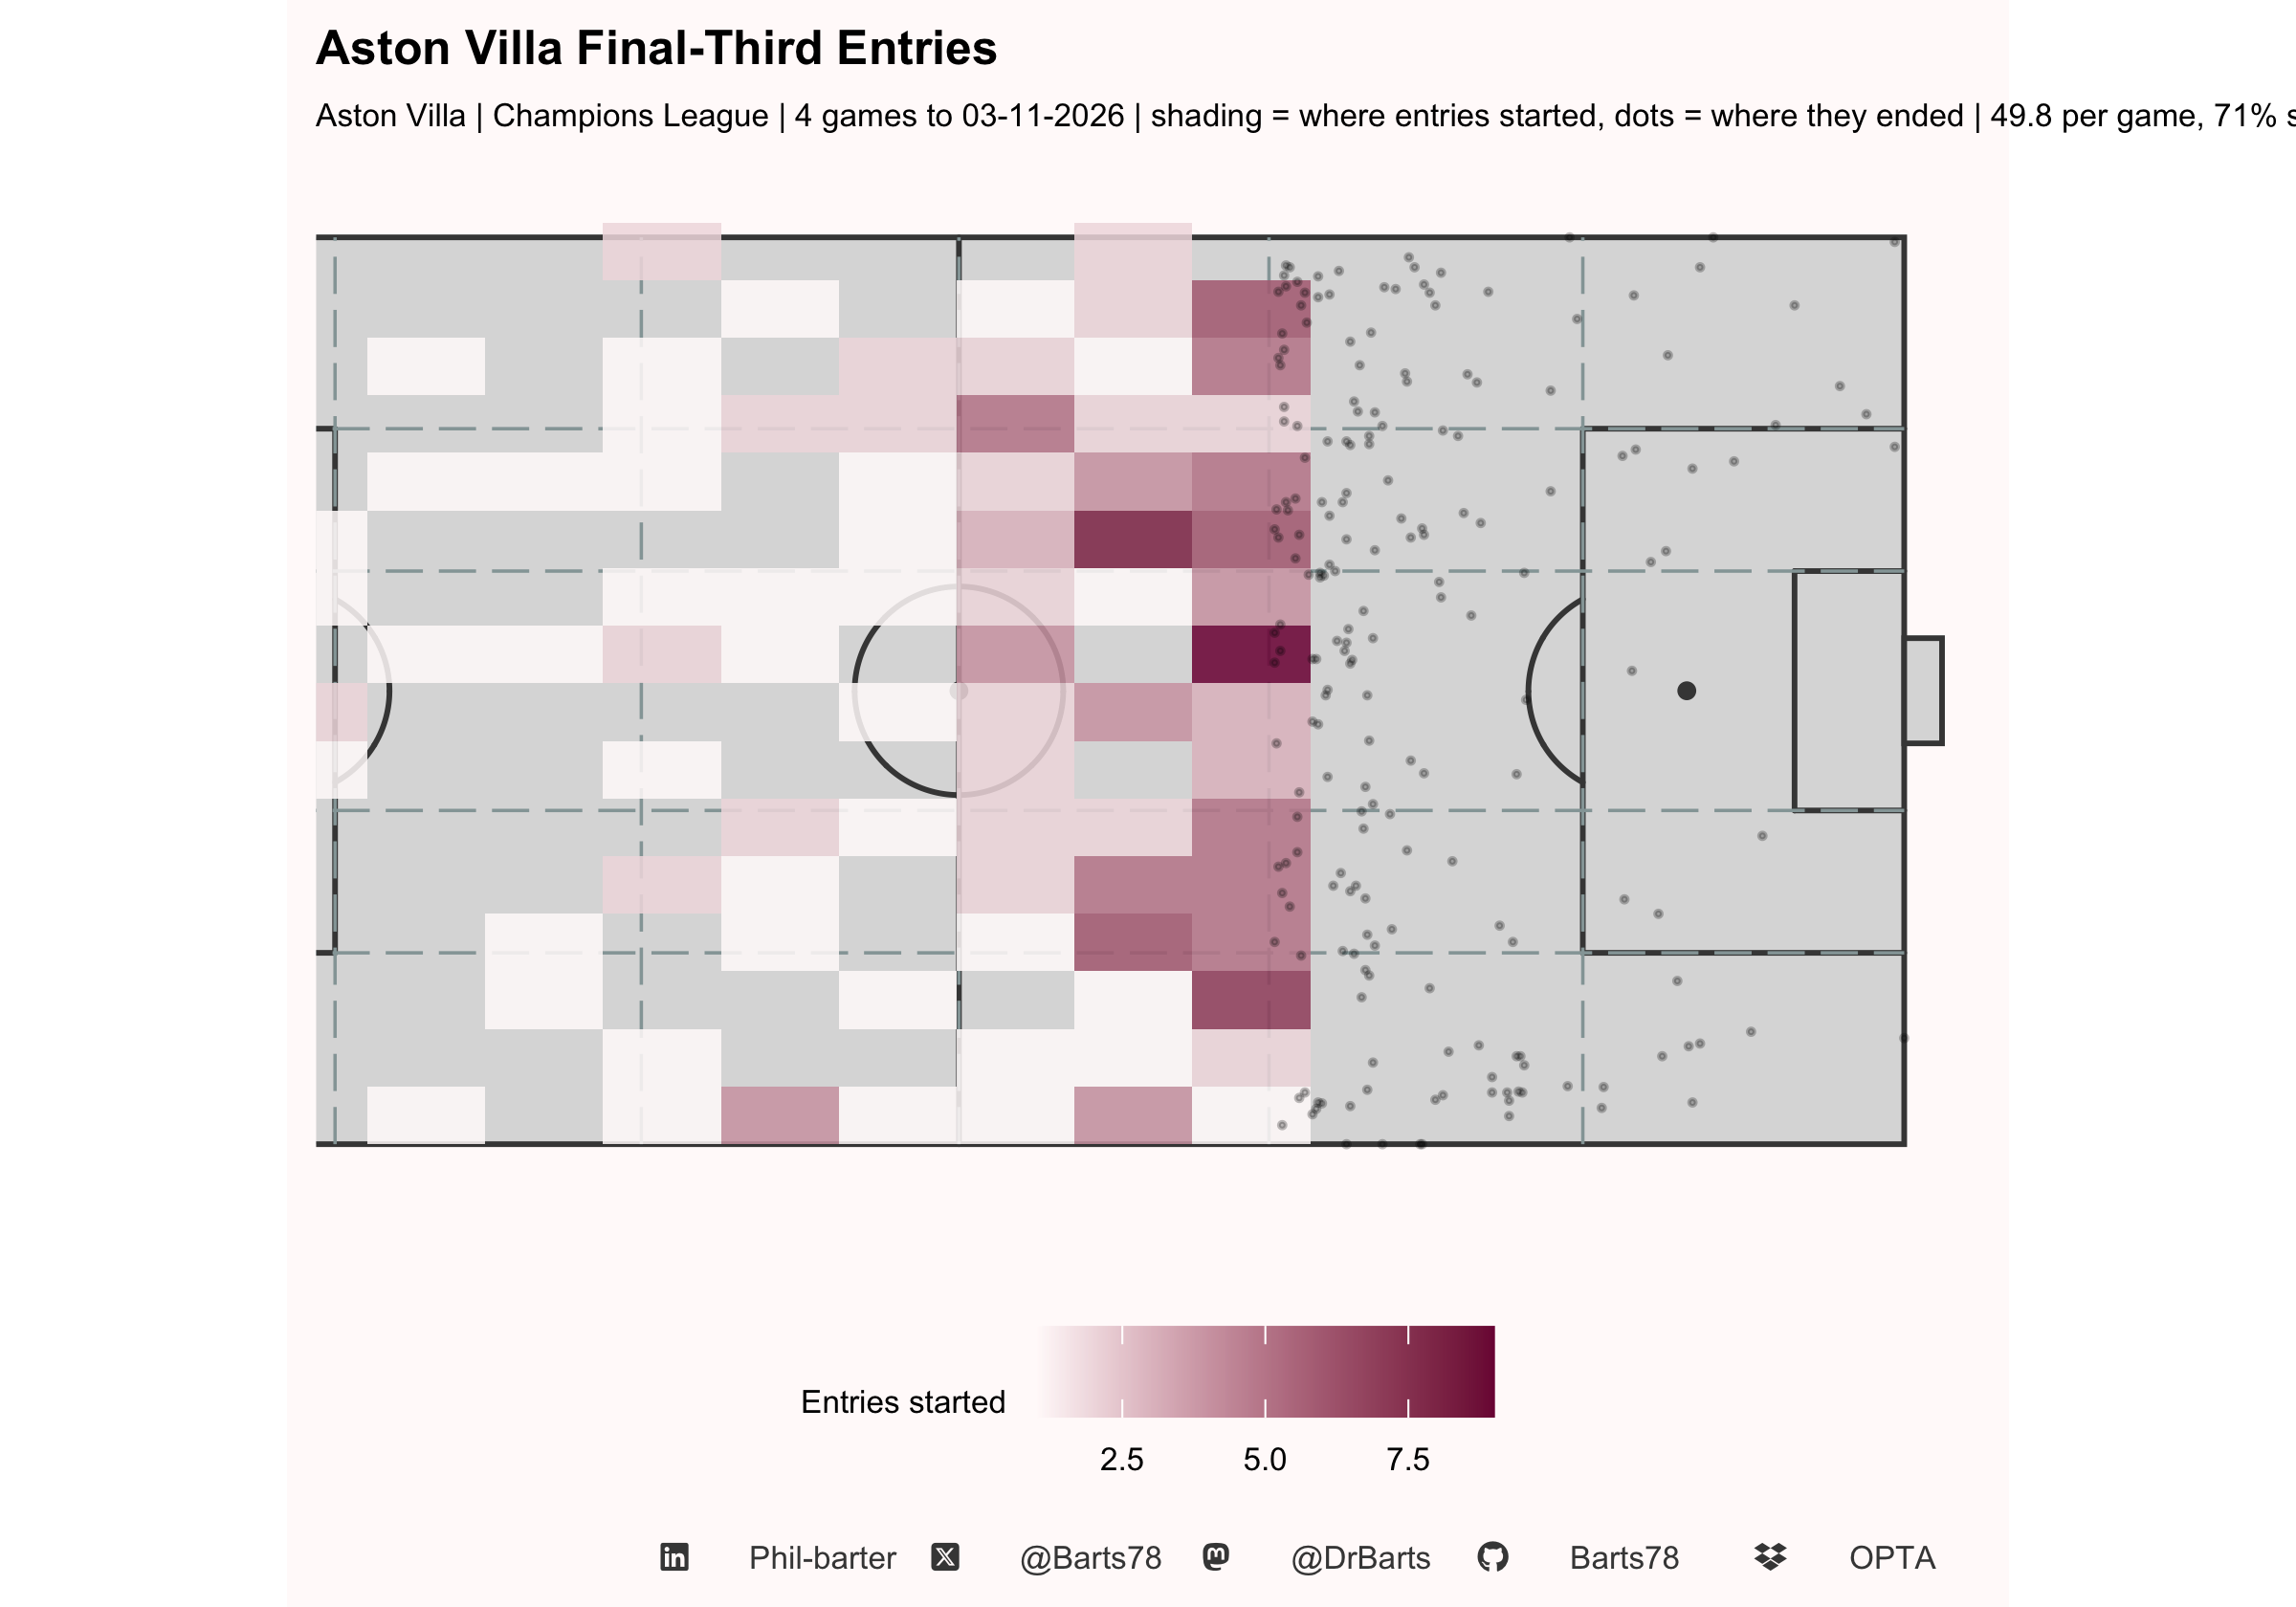 Aston Villa Final-Third Entries
Aston Villa | Champions League | 4 games to 03-11-2026 | shading = where entries started, dots = where they ended | 49.8 per game, 71% s
Entries started
2.5 5.0 7.5
Phil-barter @Barts78 @DrBarts Barts78 OPTA